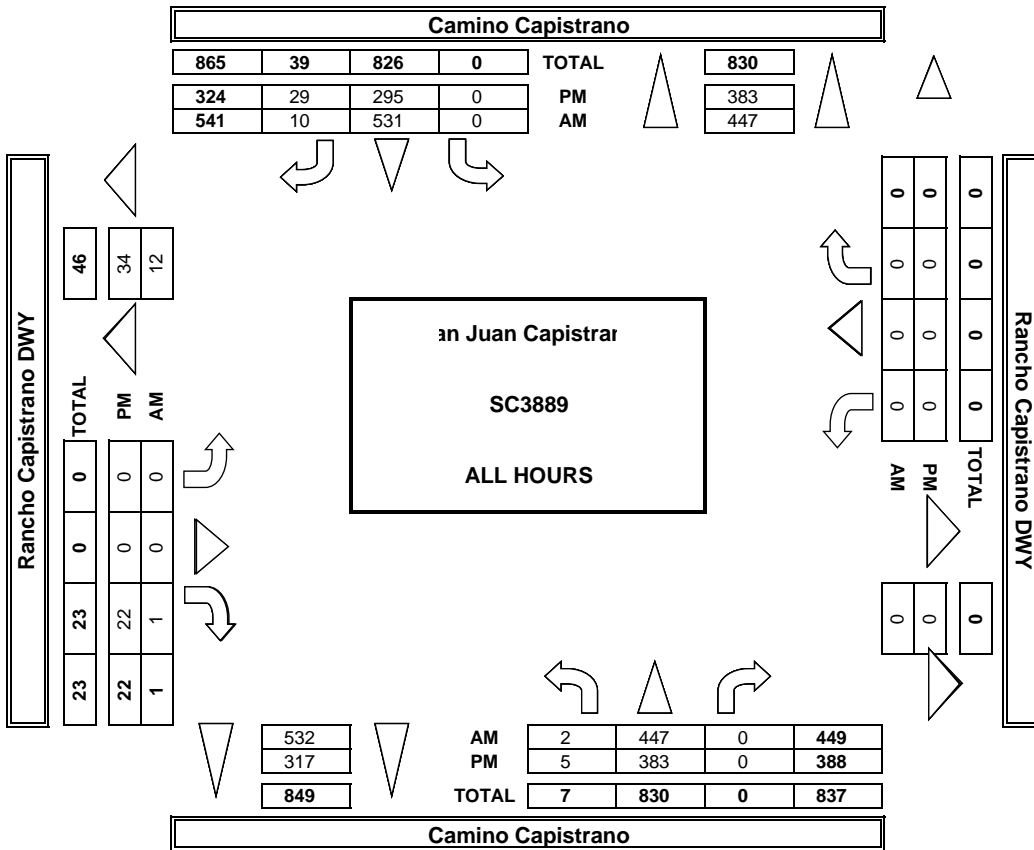 Camino Capistrano
865 39 826 0 TOTAL 830
324 29 295 0 PM 383
541 10 531 0 AM 447
Rancho Capistrano DWY
46 34 12
TOTAL PM AM
0 0 0
0 0 0
23 22 1
23 22 1
an Juan Capistrar
SC3889
ALL HOURS
0 0 0
0 0 0
0 0 0
0 0 0
AM PM TOTAL
0 0 0
Rancho Capistrano DWY
532 AM 2 447 0 449
317 PM 5 383 0 388
849 TOTAL 7 830 0 837
Camino Capistrano